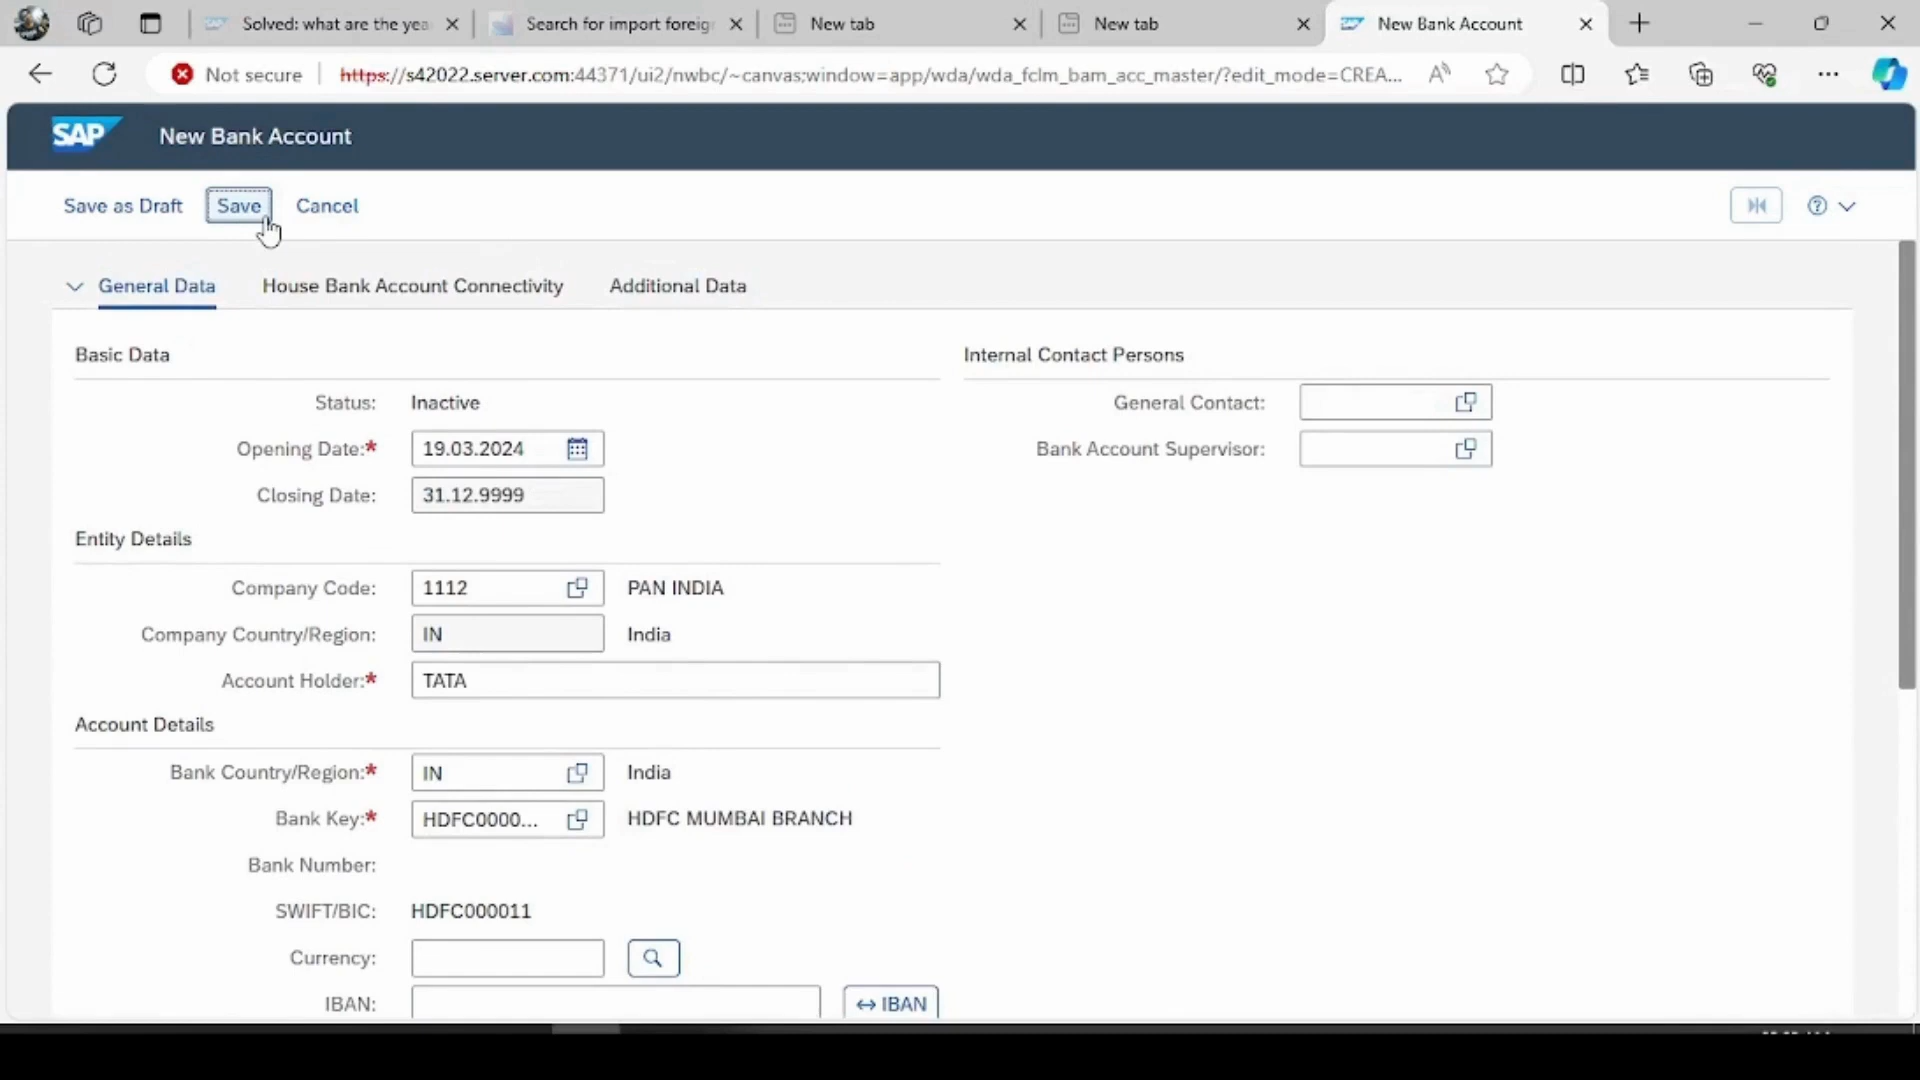 Solved: what are the yea
Search for import foreig
New tab
New tab
New Bank Account
Not secure
https://s42022.server.com:44371/ui2/nwbc/~canvas;window=app/wda/wda_fclm_bam_acc_master/?edit_mode=CREA...
SAP
New Bank Account
Save as Draft
Save
Cancel
General Data
House Bank Account Connectivity
Additional Data
Basic Data
Internal Contact Persons
Status: Inactive
General Contact:
Opening Date:* 19.03.2024
Bank Account Supervisor:
Closing Date: 31.12.9999
Entity Details
Company Code: 1112 PAN INDIA
Company Country/Region: IN India
Account Holder:* TATA
Account Details
Bank Country/Region:* IN India
Bank Key:* HDFC0000... HDFC MUMBAI BRANCH
Bank Number:
SWIFT/BIC: HDFC000011
Currency:
IBAN: ↔ IBAN